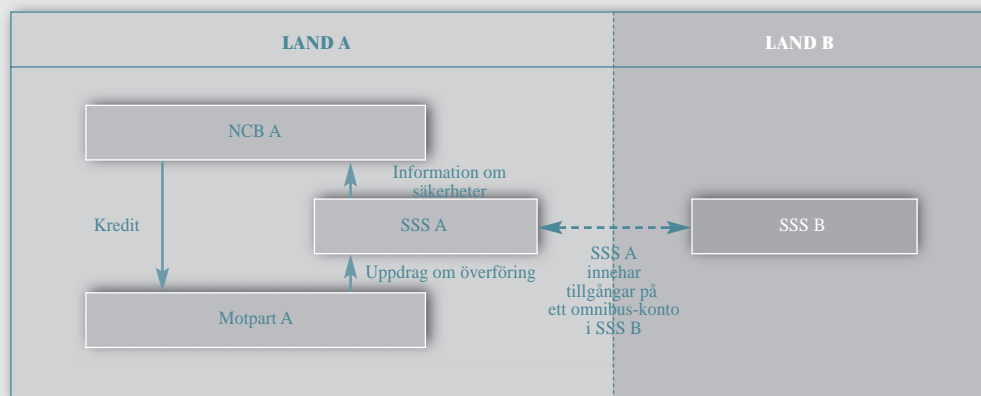 LAND A
LAND B
NCB A
Information om
säkerheter
Kredit
SSS A
SSS B
Uppdrag om överföring
SSS A
innehar
tillgångar på
ett omnibus-konto
i SSS B
Motpart A